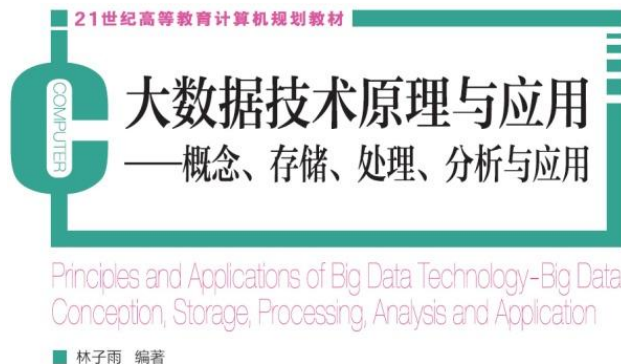 21世纪高等教育计算机规划教材
COMPUTER
大数据技术原理与应用
——概念、存储、处理、分析与应用
Principles and Applications of Big Data Technology-Big Data
Conception, Storage, Processing, Analysis and Application
林子雨 编著